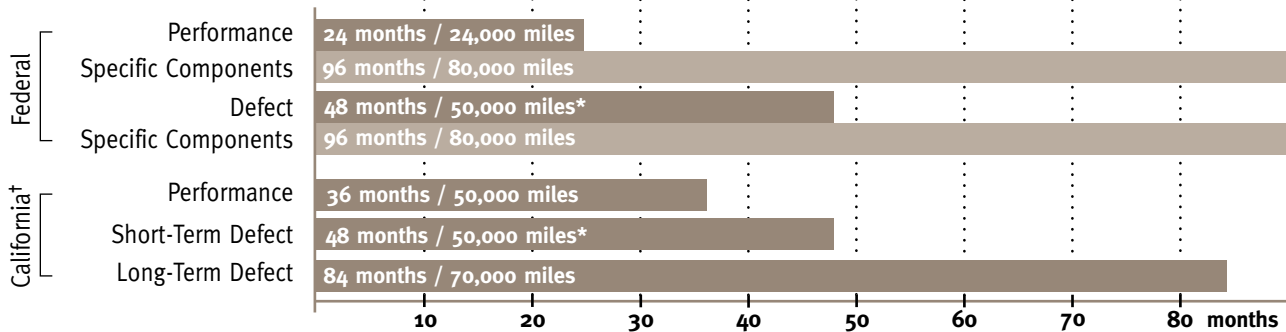 Federal
Performance 24 months / 24,000 miles
Specific Components 96 months / 80,000 miles
Defect 48 months / 50,000 miles*
Specific Components 96 months / 80,000 miles
California†
Performance 36 months / 50,000 miles
Short-Term Defect 48 months / 50,000 miles*
Long-Term Defect 84 months / 70,000 miles
10 20 30 40 50 60 70 80 months